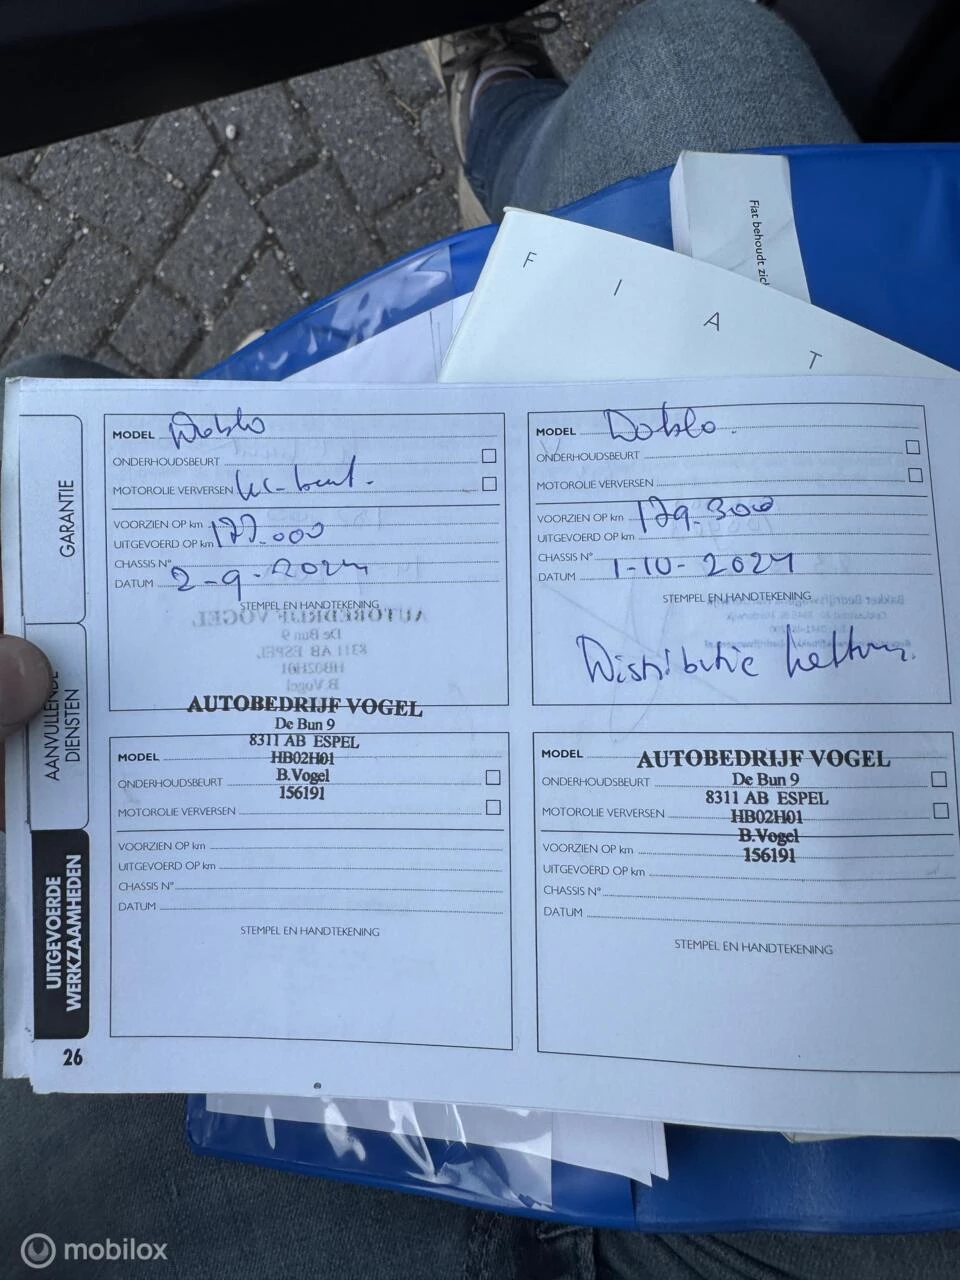 Fiat behoudt zich
F I A T
GARANTIE
AANVULLENDE DIENSTEN
UITGEVOERDE WERKZAAMHEDEN
26
MODEL Doblo
ONDERHOUDSBEURT
MOTOROLIE VERVERSEN
VOORZIEN OP km 177.000
UITGEVOERD OP km
CHASSIS N°
DATUM 2-9-2024
STEMPEL EN HANDTEKENING
AUTOBEDRIJF VOGEL
De Bun 9
8311 AB ESPEL
HB02H01
B.Vogel
156191
MODEL Doblo.
ONDERHOUDSBEURT
MOTOROLIE VERVERSEN
VOORZIEN OP km 179.300
UITGEVOERD OP km
CHASSIS N°
DATUM 1-10-2024
STEMPEL EN HANDTEKENING
Distributie ketting.
MODEL
ONDERHOUDSBEURT
MOTOROLIE VERVERSEN
VOORZIEN OP km
UITGEVOERD OP km
CHASSIS N°
DATUM
STEMPEL EN HANDTEKENING
MODEL
AUTOBEDRIJF VOGEL
De Bun 9
8311 AB ESPEL
HB02H01
B.Vogel
156191
ONDERHOUDSBEURT
MOTOROLIE VERVERSEN
VOORZIEN OP km
UITGEVOERD OP km
CHASSIS N°
DATUM
STEMPEL EN HANDTEKENING
mobilox